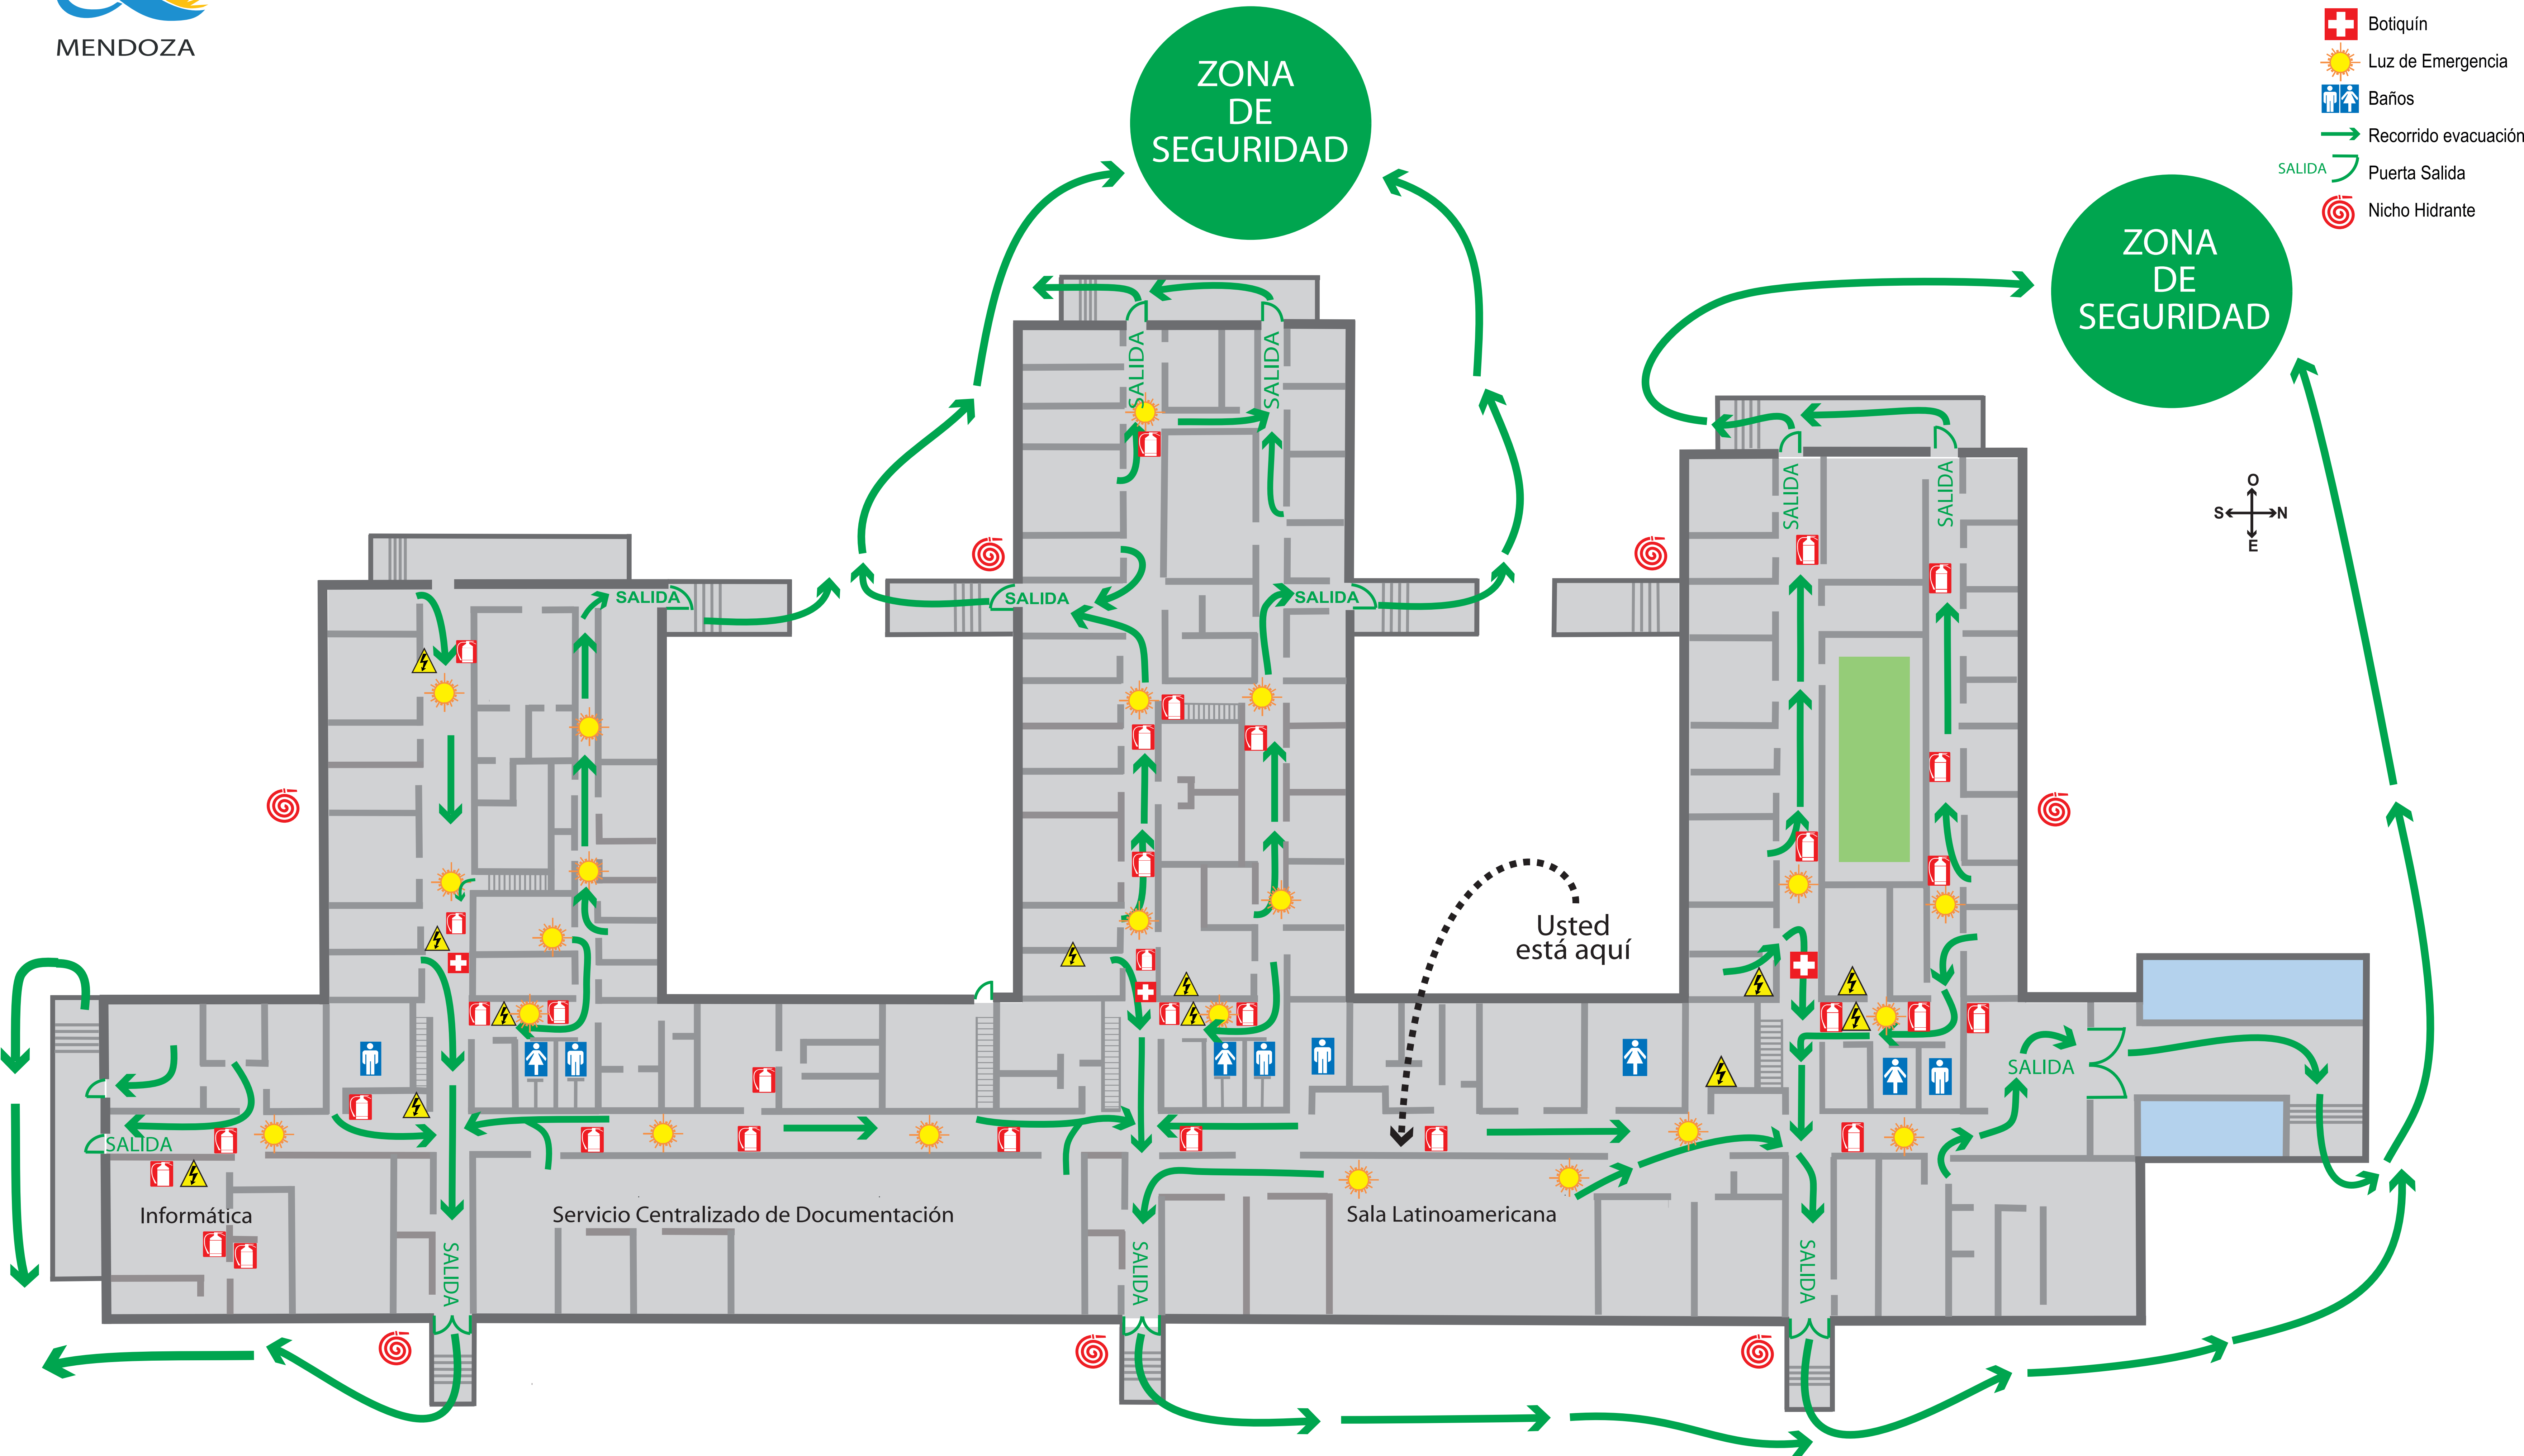 MENDOZA
ZONA
DE
SEGURIDAD
Botiquín
Luz de Emergencia
Baños
Recorrido evacuación
SALIDA Puerta Salida
Nicho Hidrante
ZONA
DE
SEGURIDAD
SALIDA
SALIDA
SALIDA
SALIDA
O
S N
E
SALIDA
SALIDA
SALIDA
Usted
está aquí
SALIDA
SALIDA
Informática
Servicio Centralizado de Documentación
Sala Latinoamericana
SALIDA
SALIDA
SALIDA